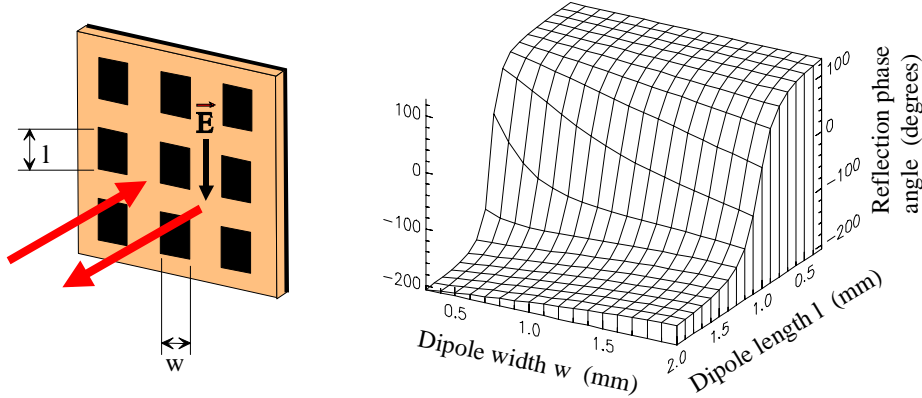 E
l
w
100
0
-100
-200
0.5
1.0
1.5
Dipole width w (mm)
2.0
1.5
1.0
0.5
Dipole length l (mm)
100
0
-100
-200
Reflection phase
angle (degrees)